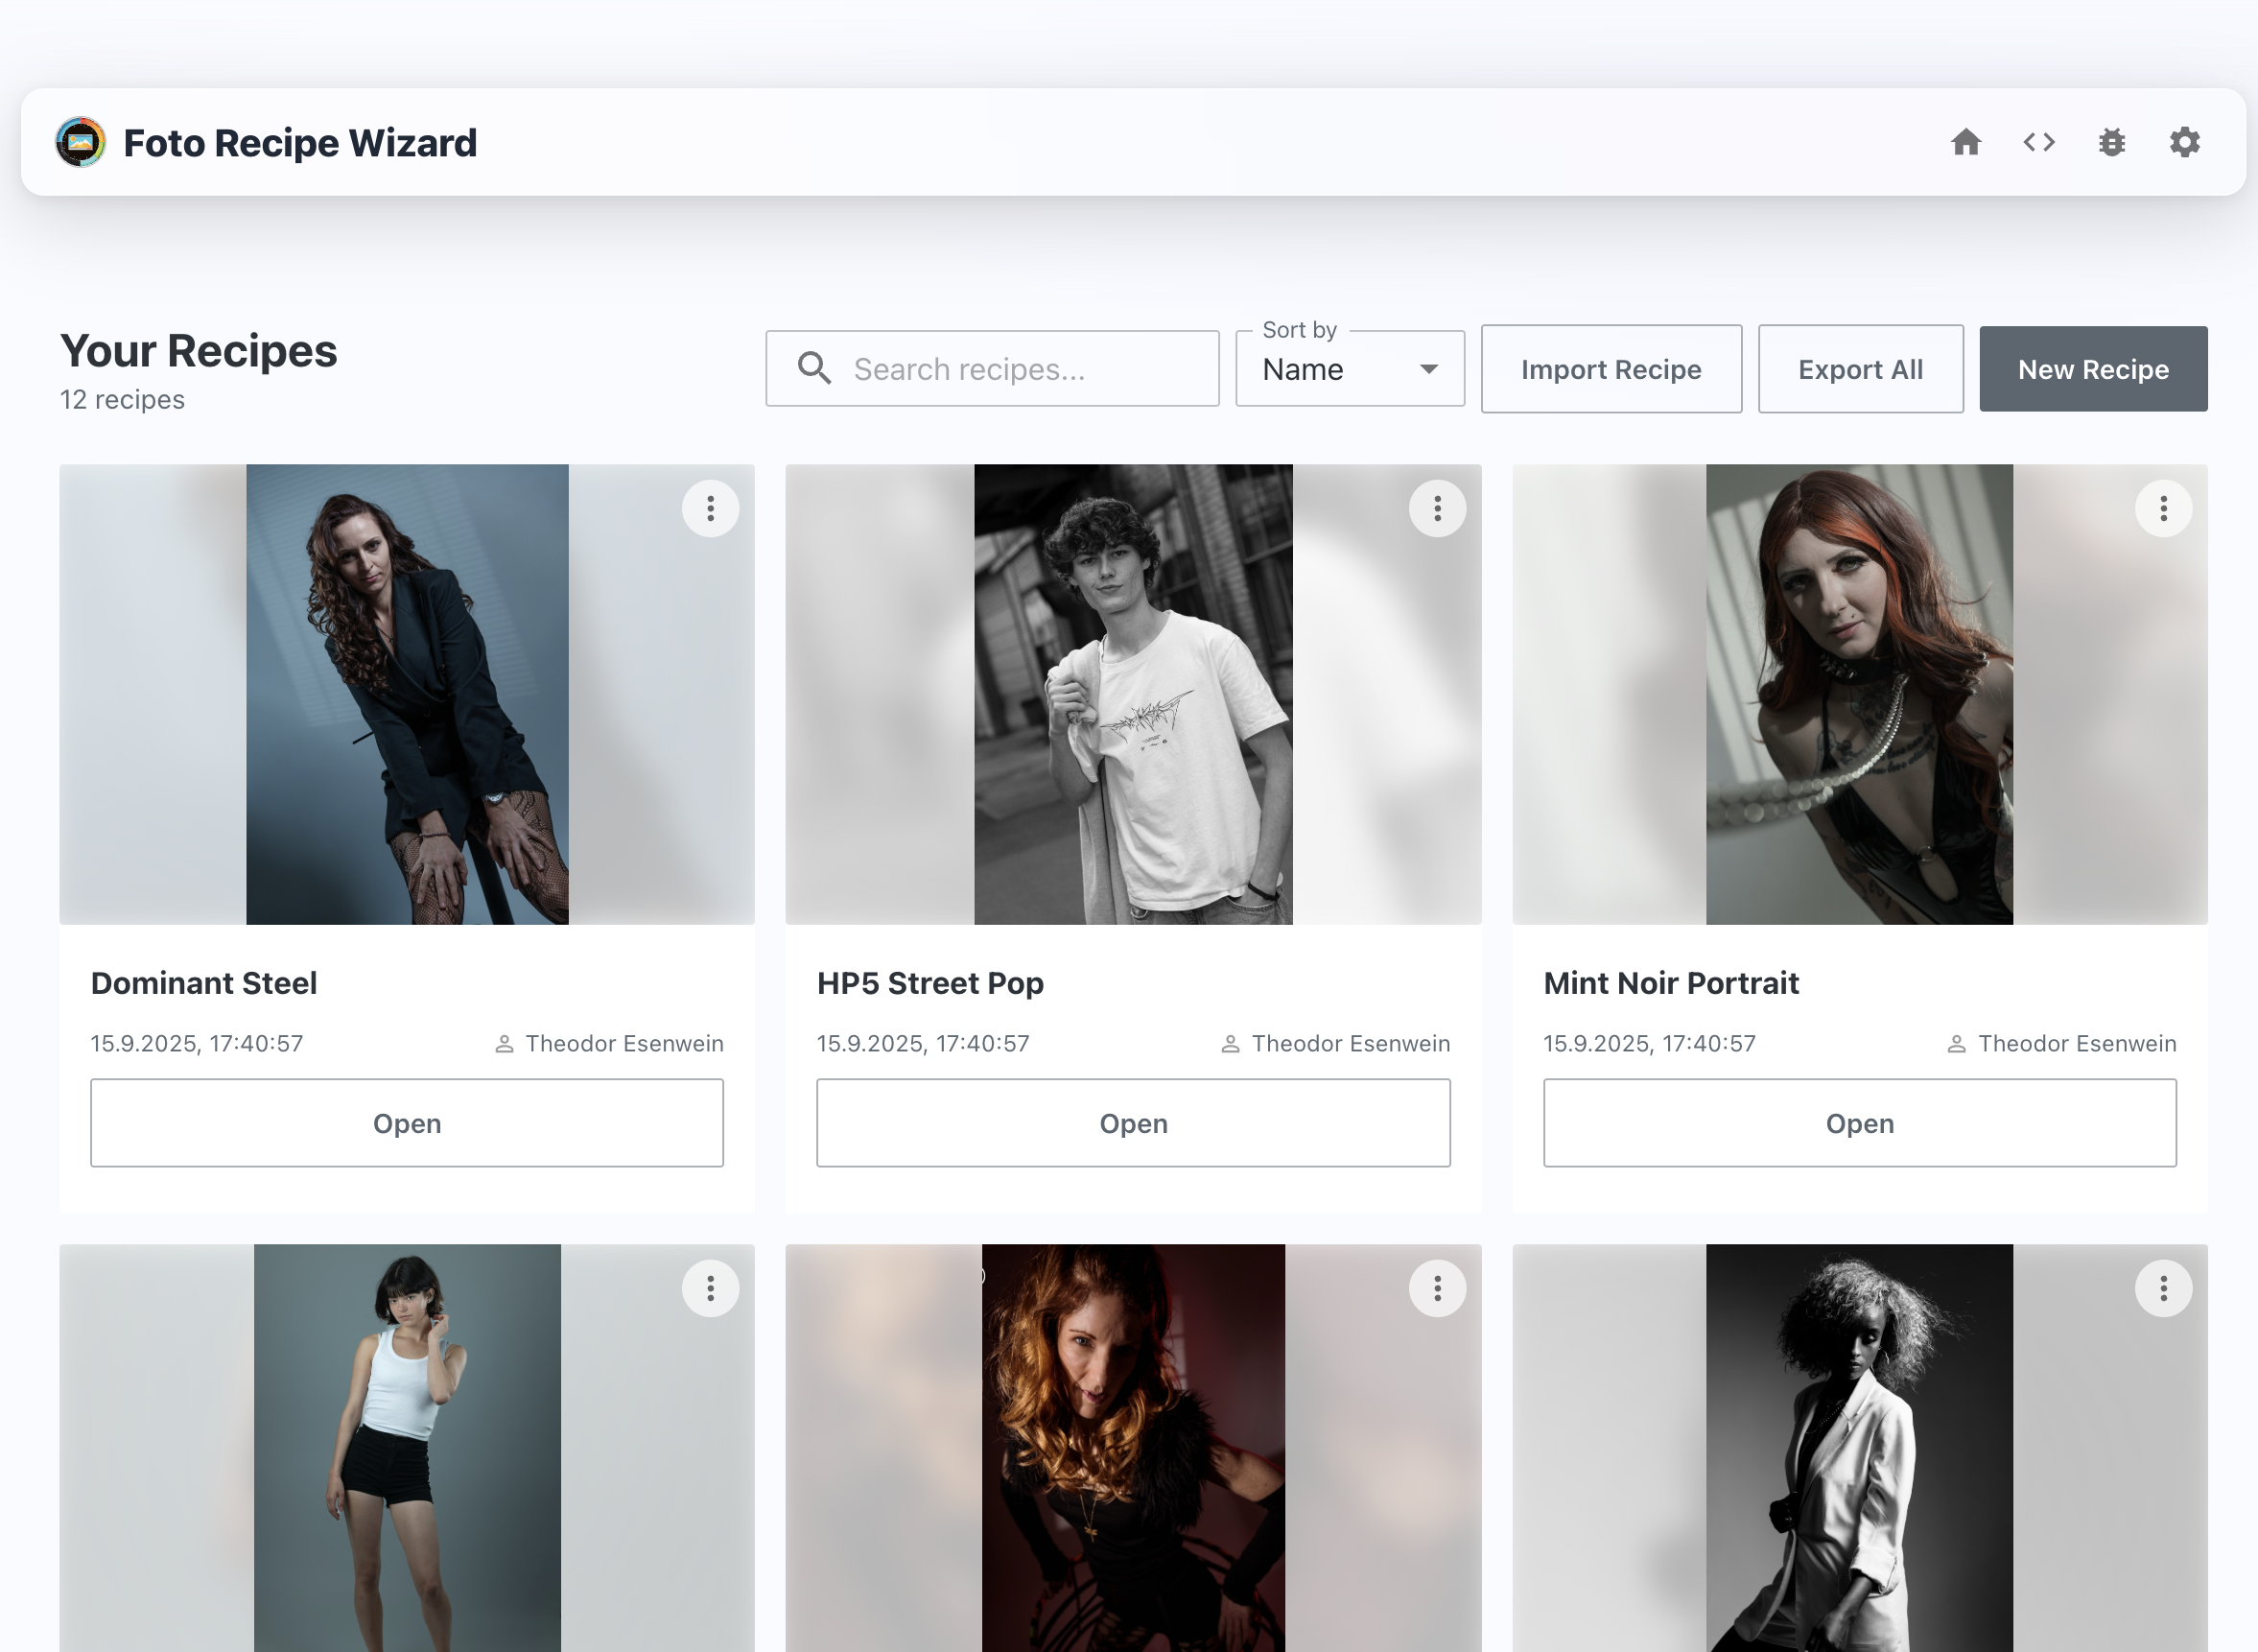 Foto Recipe Wizard
Your Recipes
12 recipes
Search recipes...
Sort by
Name
Import Recipe
Export All
New Recipe
Dominant Steel
15.9.2025, 17:40:57
Theodor Esenwein
Open
HP5 Street Pop
15.9.2025, 17:40:57
Theodor Esenwein
Open
Mint Noir Portrait
15.9.2025, 17:40:57
Theodor Esenwein
Open